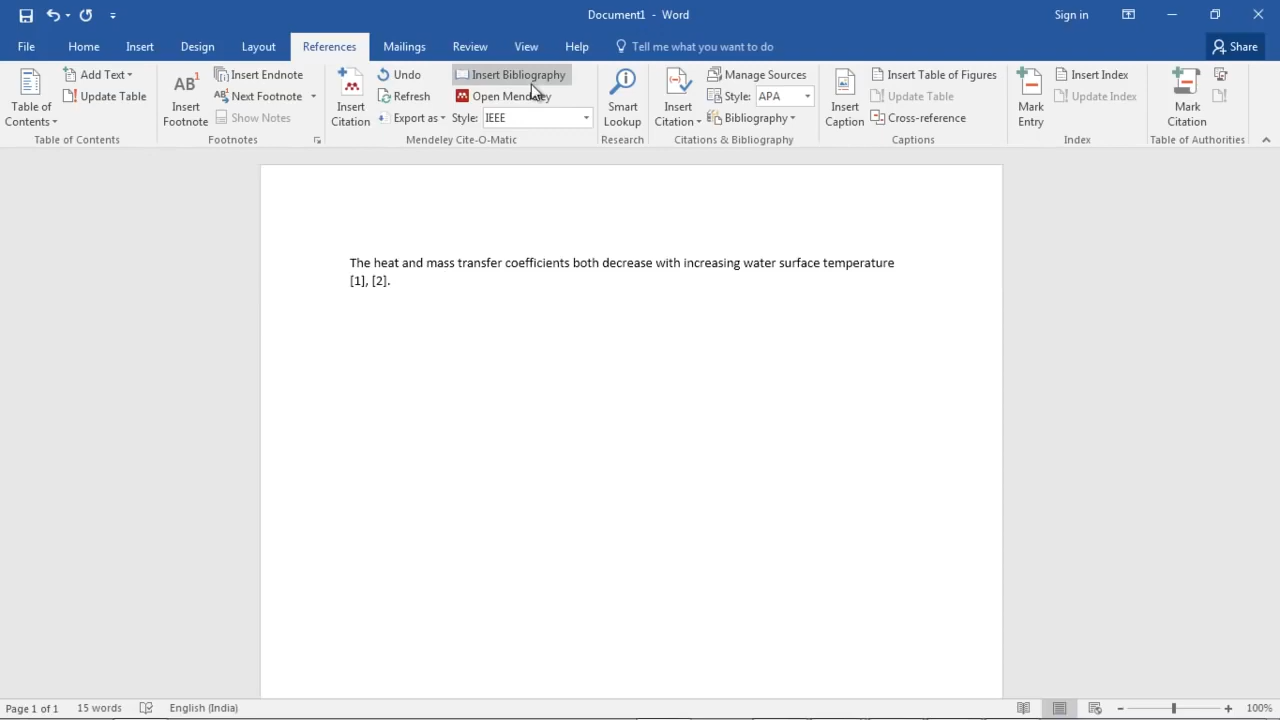 Document1 - Word
Sign in
File Home Insert Design Layout References Mailings Review View Help Tell me what you want to do Share
Table of Contents
Add Text
Update Table
Table of Contents
AB1 Insert Footnote
Insert Endnote
AB1 Next Footnote
Show Notes
Footnotes
Insert Citation
Undo
Refresh
Export as
Insert Bibliography
Open Mendeley
Style: IEEE
Mendeley Cite-O-Matic
Smart Lookup
Research
Insert Citation
Manage Sources
Style: APA
Bibliography
Citations & Bibliography
Insert Caption
Insert Table of Figures
Update Table
Cross-reference
Captions
Mark Entry
Insert Index
Update Index
Index
Mark Citation
Table of Authorities
The heat and mass transfer coefficients both decrease with increasing water surface temperature
[1], [2].
Page 1 of 1 15 words English (India) 100%